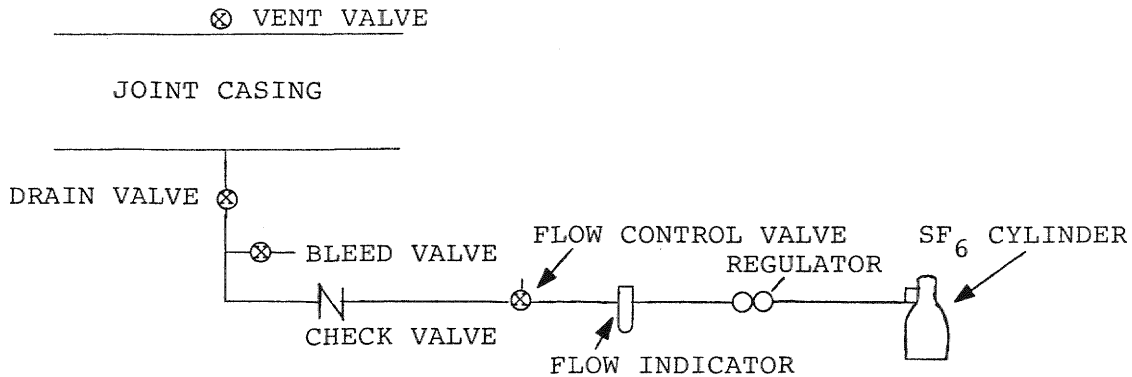 VENT VALVE
JOINT CASING
DRAIN VALVE
BLEED VALVE
FLOW CONTROL VALVE
SF6 CYLINDER
REGULATOR
CHECK VALVE
FLOW INDICATOR